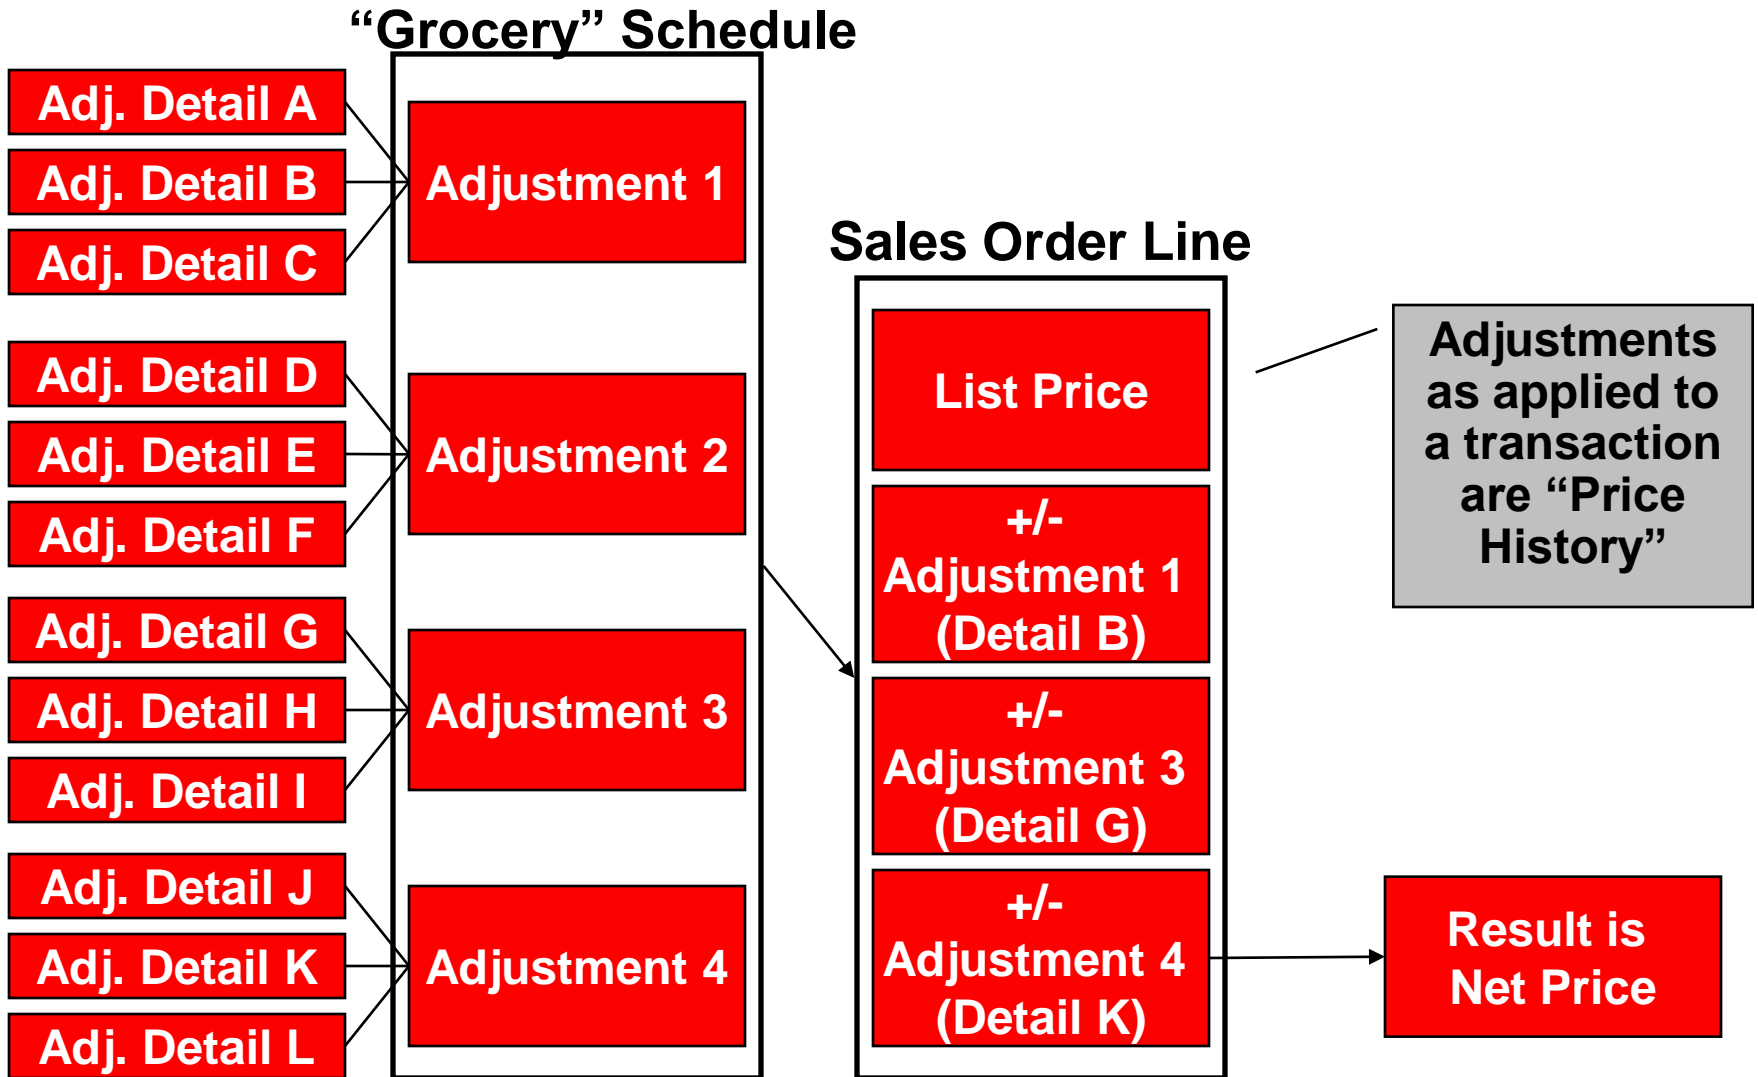 “Grocery” Schedule
Adj. Detail A
Adj. Detail B
Adj. Detail C
Adjustment 1
Adj. Detail D
Adj. Detail E
Adj. Detail F
Adjustment 2
Adj. Detail G
Adj. Detail H
Adj. Detail I
Adjustment 3
Adj. Detail J
Adj. Detail K
Adj. Detail L
Adjustment 4
Sales Order Line
List Price
+/-
Adjustment 1
(Detail B)
+/-
Adjustment 3
(Detail G)
+/-
Adjustment 4
(Detail K)
Adjustments
as applied to
a transaction
are “Price
History”
Result is
Net Price